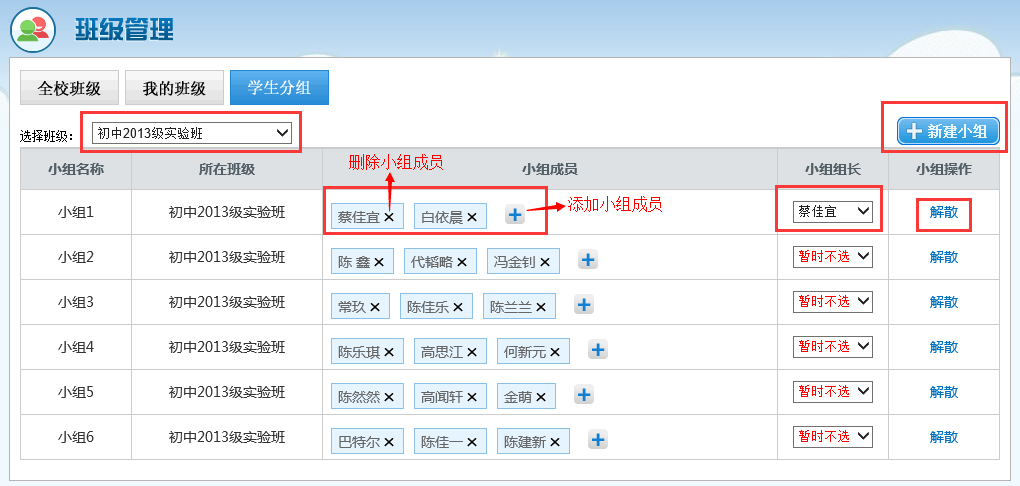 班级管理
全校班级 我的班级 学生分组
选择班级： 初中2013级实验班 新建小组
小组名称 所在班级 删除小组成员 小组成员 小组组长 小组操作
小组1 初中2013级实验班 蔡佳宜 白依晨 添加小组成员 蔡佳宜 解散
小组2 初中2013级实验班 陈 鑫 代韬略 冯金钊 暂时不选 解散
小组3 初中2013级实验班 常玖 陈佳乐 陈兰兰 暂时不选 解散
小组4 初中2013级实验班 陈乐琪 高思江 何新元 暂时不选 解散
小组5 初中2013级实验班 陈然然 高闻轩 金萌 暂时不选 解散
小组6 初中2013级实验班 巴特尔 陈佳一 陈建新 暂时不选 解散